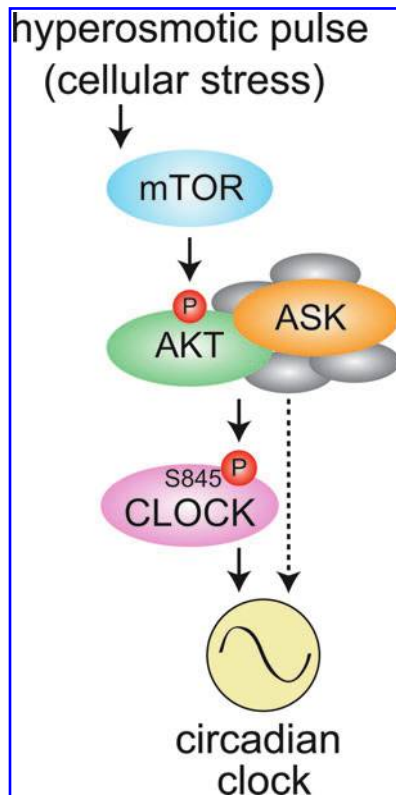 hyperosmotic pulse
(cellular stress)
mTOR
P
ASK
AKT
P
S845
CLOCK
circadian
clock